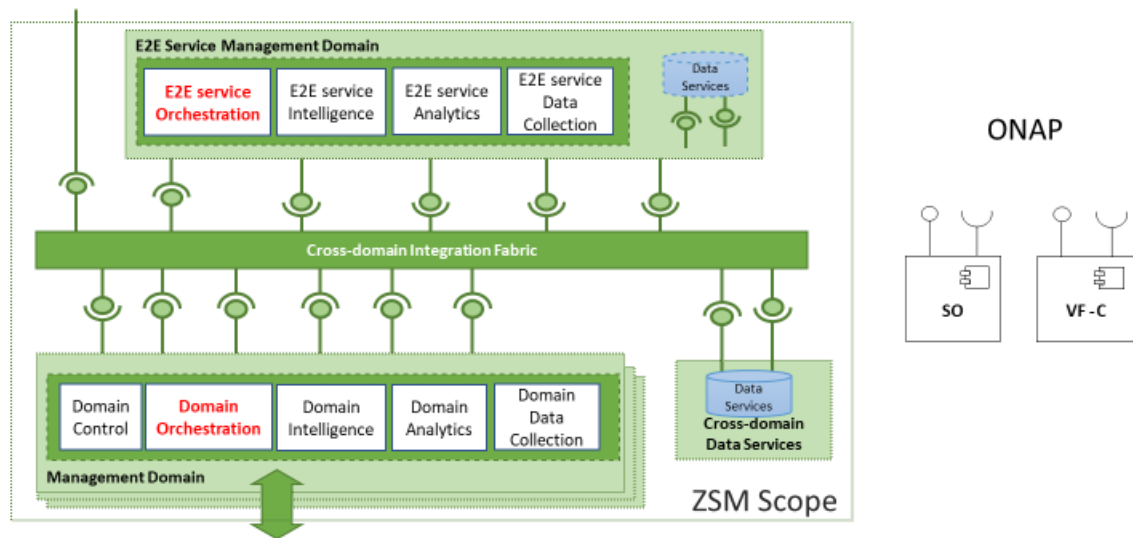 E2E Service Management Domain
E2E service
Orchestration
E2E service
Intelligence
E2E service
Analytics
E2E service
Data
Collection
Data
Services
ONAP
Cross-domain Integration Fabric
SO
VF-C
Domain
Control
Domain
Orchestration
Domain
Intelligence
Domain
Analytics
Domain
Data
Collection
Management Domain
Data
Services
Cross-domain
Data Services
ZSM Scope